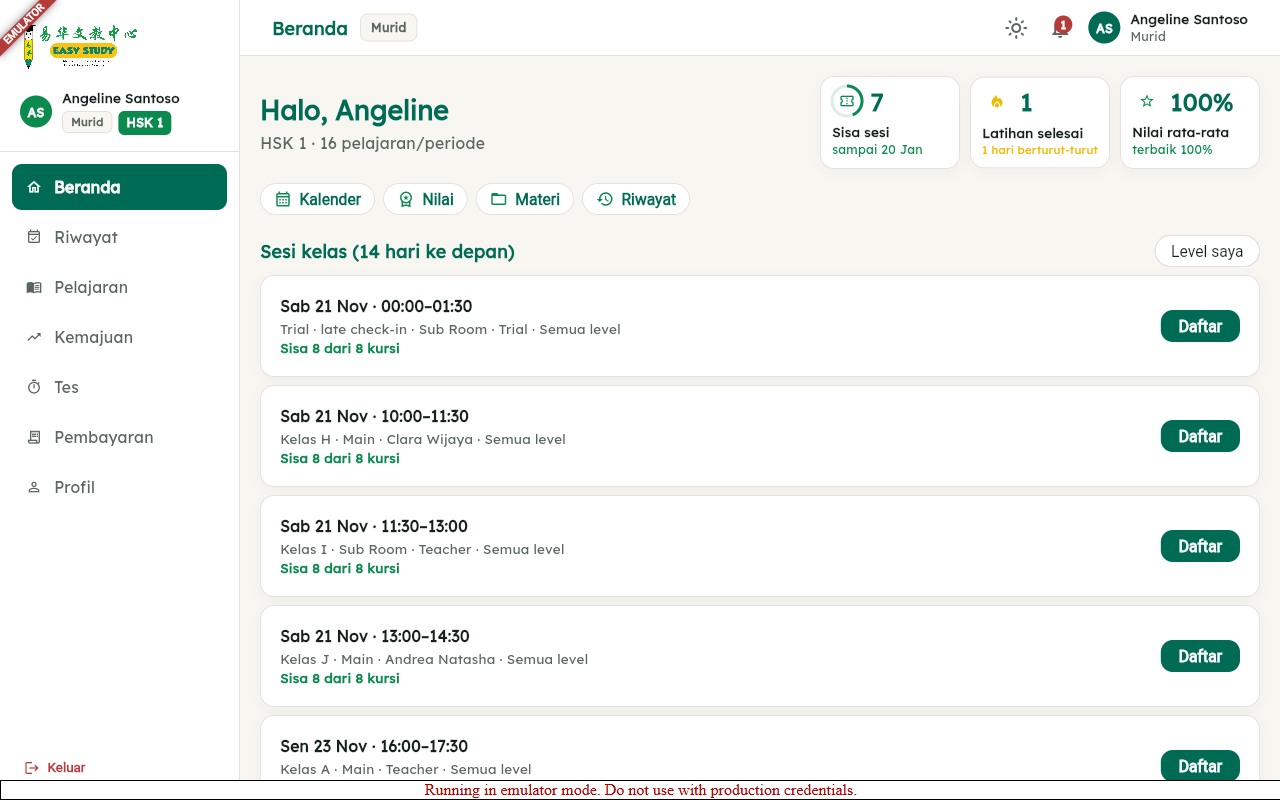 EMULATOR
易华文教中心
EASY STUDY
AS
Angeline Santoso
Murid
HSK 1
Beranda
Riwayat
Pelajaran
Kemajuan
Tes
Pembayaran
Profil
Keluar
Beranda
Murid
1
AS
Angeline Santoso
Murid
Halo, Angeline
HSK 1 · 16 pelajaran/periode
7
Sisa sesi
sampai 20 Jan
1
Latihan selesai
1 hari berturut-turut
100%
Nilai rata-rata
terbaik 100%
Kalender
Nilai
Materi
Riwayat
Sesi kelas (14 hari ke depan)
Level saya
Sab 21 Nov · 00:00–01:30
Trial · late check-in · Sub Room · Trial · Semua level
Sisa 8 dari 8 kursi
Daftar
Sab 21 Nov · 10:00–11:30
Kelas H · Main · Clara Wijaya · Semua level
Sisa 8 dari 8 kursi
Daftar
Sab 21 Nov · 11:30–13:00
Kelas I · Sub Room · Teacher · Semua level
Sisa 8 dari 8 kursi
Daftar
Sab 21 Nov · 13:00–14:30
Kelas J · Main · Andrea Natasha · Semua level
Sisa 8 dari 8 kursi
Daftar
Sen 23 Nov · 16:00–17:30
Kelas A · Main · Teacher · Semua level
Daftar
Running in emulator mode. Do not use with production credentials.